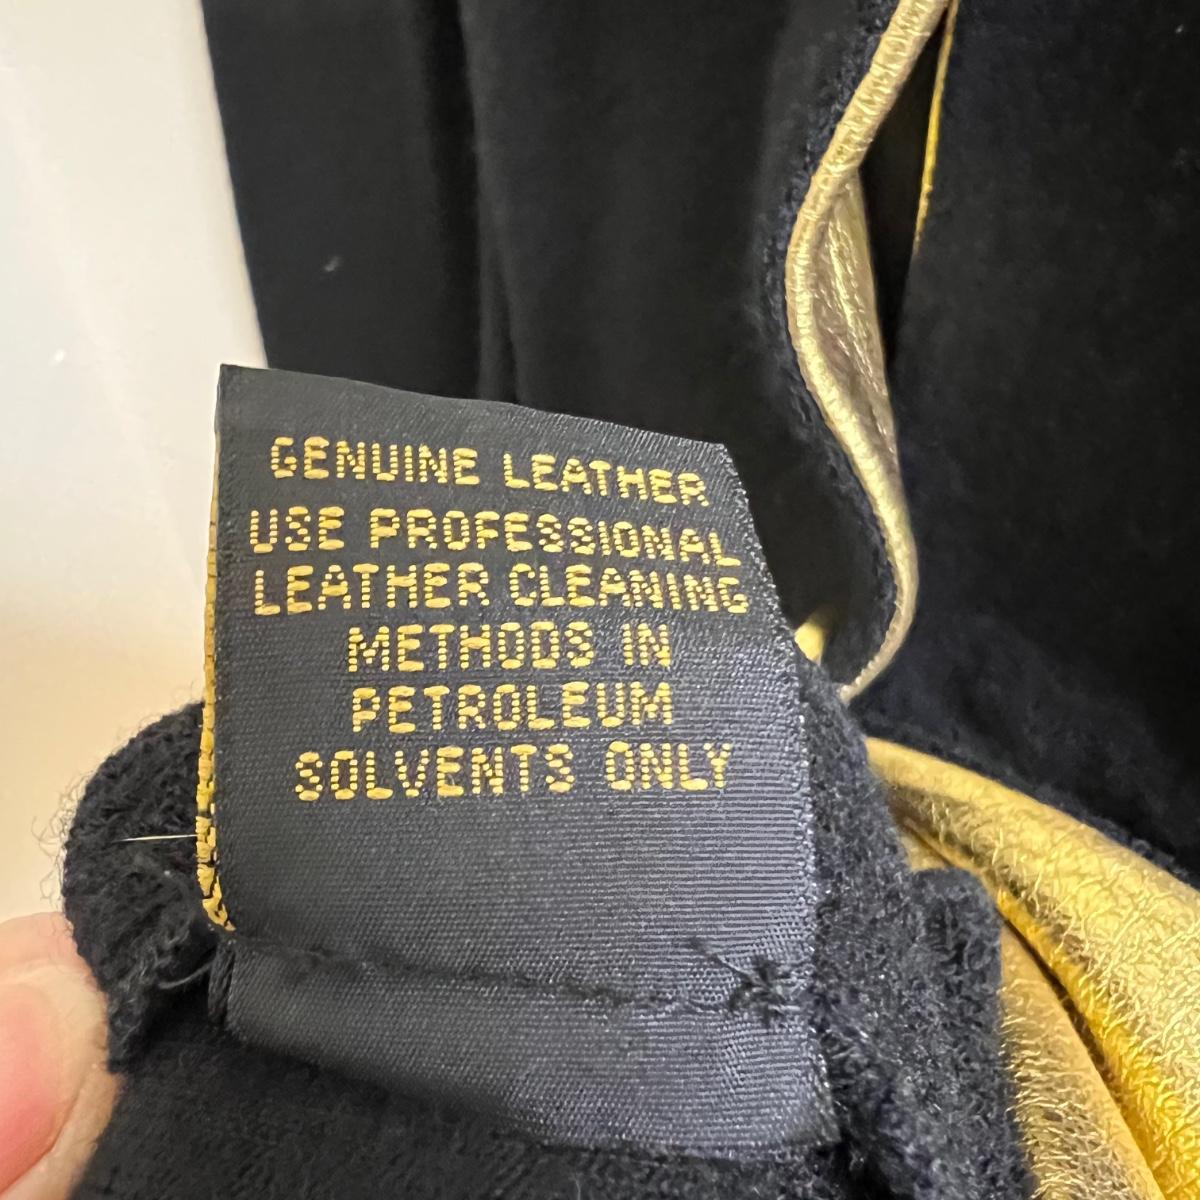 GENUINE LEATHER
USE PROFESSIONAL
LEATHER CLEANING
METHODS IN
PETROLEUM
SOLVENTS ONLY